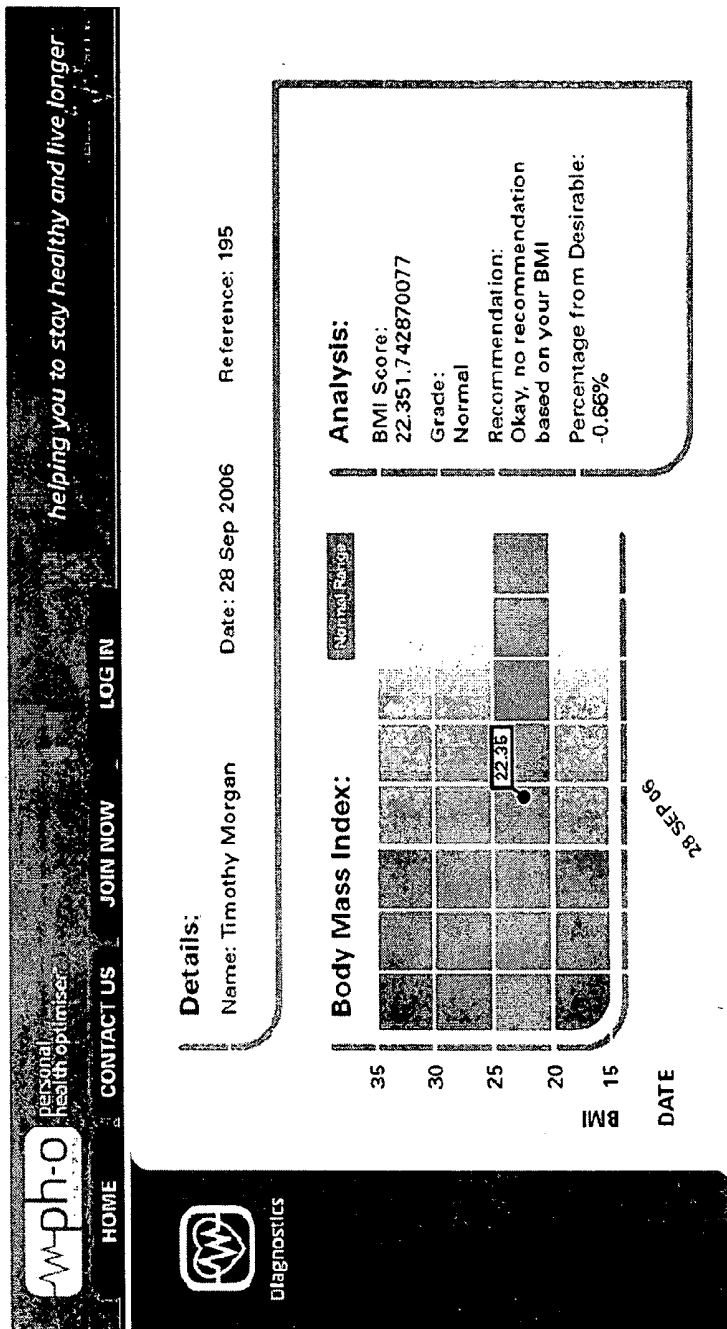 ph-o
personal
health optimiser
helping you to stay healthy and live longer
HOME
CONTACT US
JOIN NOW
LOG IN
Diagnostics
Details:
Name: Timothy Morgan
Date: 28 Sep 2006
Reference: 195
Body Mass Index:
Normal Range
35
30
25
20
15
BMI
22.35
DATE
28 SEP 06
Analysis:
BMI Score:
22.351.742870077
Grade:
Normal
Recommendation:
Okay, no recommendation
based on your BMI
Percentage from Desirable:
-0.66%